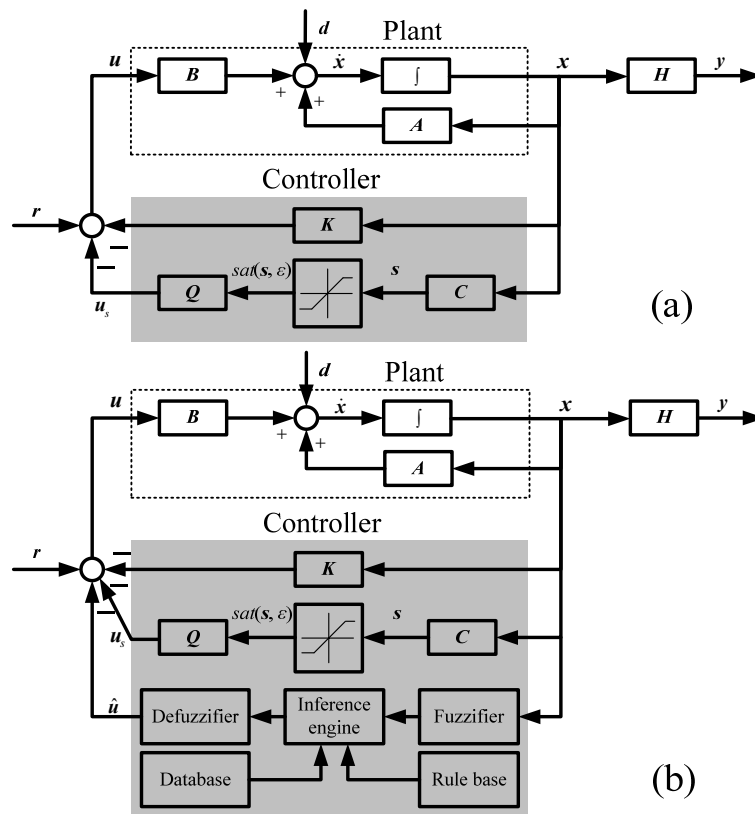 d
Plant
u
B
ẋ
∫
x
H
y
+
+
A
Controller
r
K
−
−
sat(s, ε)
s
Q
C
u_s
(a)
d
Plant
u
B
ẋ
∫
x
H
y
+
+
A
Controller
r
K
−
−
−
sat(s, ε)
s
Q
C
u_s
û
Defuzzifier
Inference
engine
Fuzzifier
Database
Rule base
(b)